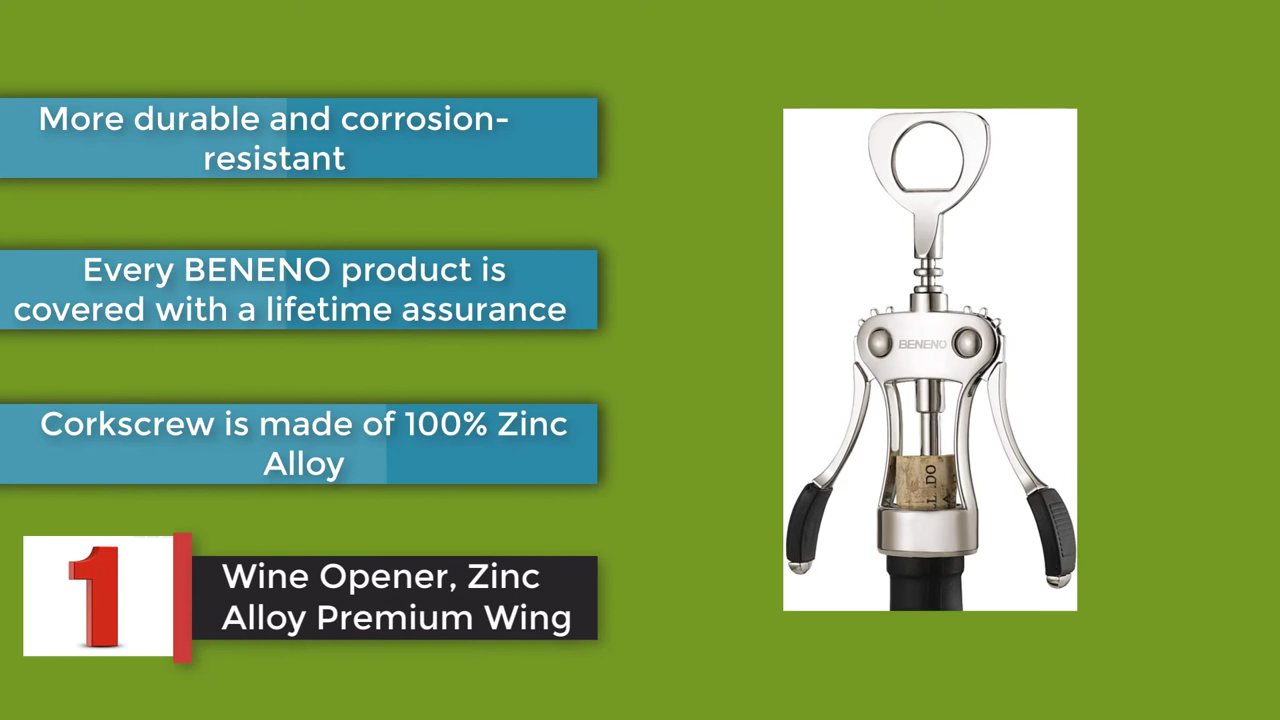 More durable and corrosion-
resistant
Every BENENO product is
covered with a lifetime assurance
Corkscrew is made of 100% Zinc
Alloy
1
Wine Opener, Zinc
Alloy Premium Wing
BENENO